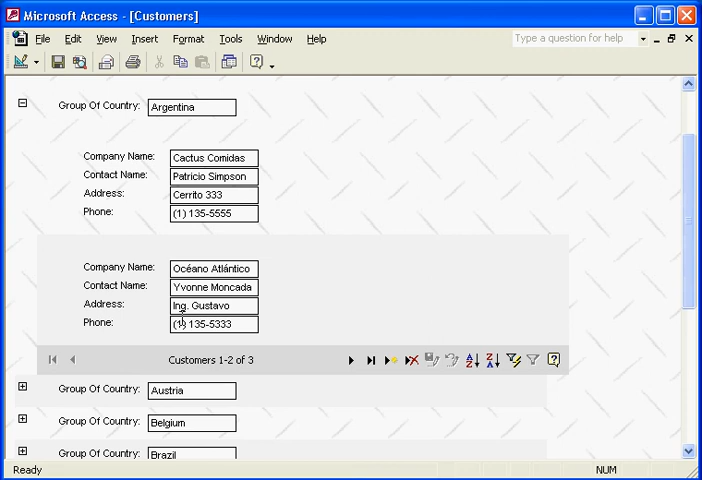 Microsoft Access - [Customers]
File Edit View Insert Format Tools Window Help Type a question for help
Group Of Country: Argentina
Company Name: Cactus Comidas
Contact Name: Patricio Simpson
Address: Cerrito 333
Phone: (1) 135-5555
Company Name: Océano Atlántico
Contact Name: Yvonne Moncada
Address: Ing. Gustavo
Phone: (1) 135-5333
Customers 1-2 of 3
Group Of Country: Austria
Group Of Country: Belgium
Group Of Country: Brazil
Ready NUM